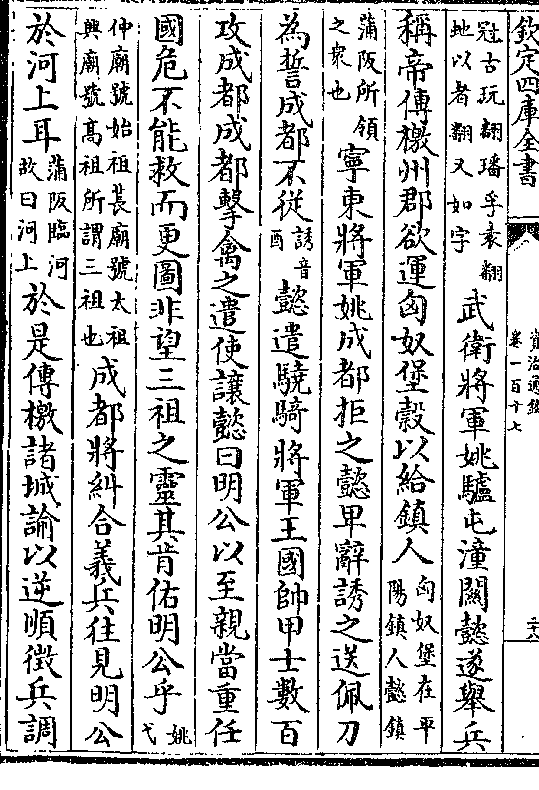 欽定四庫全書
資治通鑑
卷一百十七
冠古玩翻璠孚袁翻
地以者翻又如字
武衛將軍姚驢屯潼關懿遂舉兵
稱帝傳檄州郡欲運匈奴堡穀以給鎮人
匈奴堡在平
陽鎮人懿鎮
蒲阪所領
之衆也
寧東將軍姚成都拒之懿卑辭誘之送佩刀
為誓成都不從
誘音
酉
懿遣驍騎將軍王國帥甲士數百
攻成都成都擊禽之遣使讓懿曰明公以至親當重任
國危不能救而更圖非望三祖之靈其肯佑明公乎
姚
弋
仲廟號始祖萇廟號太祖
興廟號高祖所謂三祖也
成都將糾合義兵往見明公
於河上耳
蒲阪臨河
故曰河上
於是傳檄諸城諭以逆順徵兵調